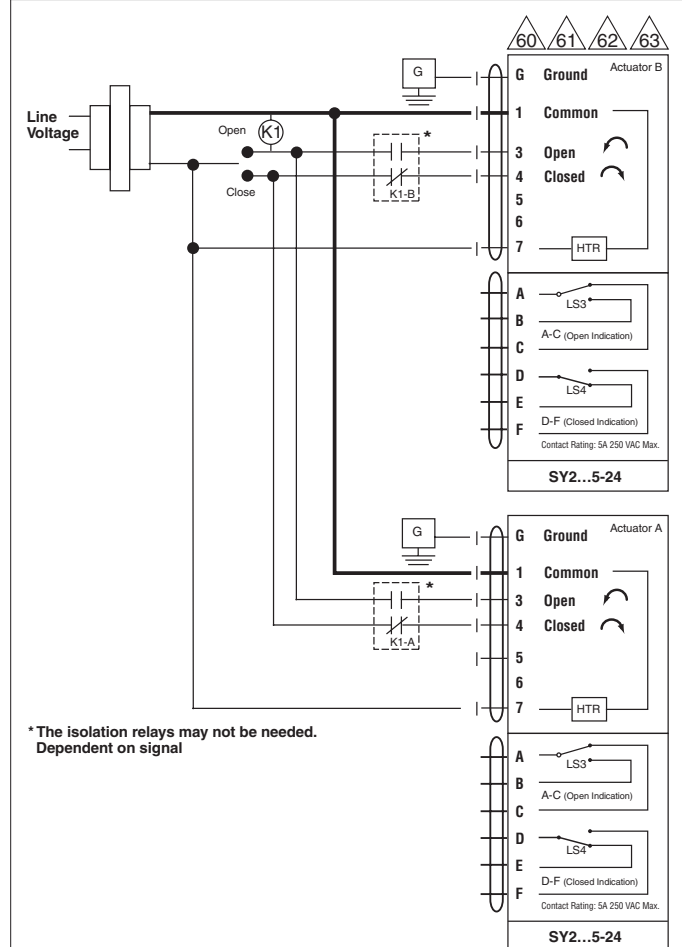 60 61 62 63
Actuator B
G
G Ground
Line
Voltage
1 Common
Open
K1
*
3 Open
4 Closed
Close
K1-B
5
6
7
HTR
A
LS3
B
A-C (Open Indication)
C
D
LS4
E
D-F (Closed Indication)
F
Contact Rating: 5A 250 VAC Max.
SY2...5-24
Actuator A
G
G Ground
1 Common
*
3 Open
4 Closed
K1-A
5
6
7
HTR
* The isolation relays may not be needed.
Dependent on signal
A
LS3
B
A-C (Open Indication)
C
D
LS4
E
D-F (Closed Indication)
F
Contact Rating: 5A 250 VAC Max.
SY2...5-24